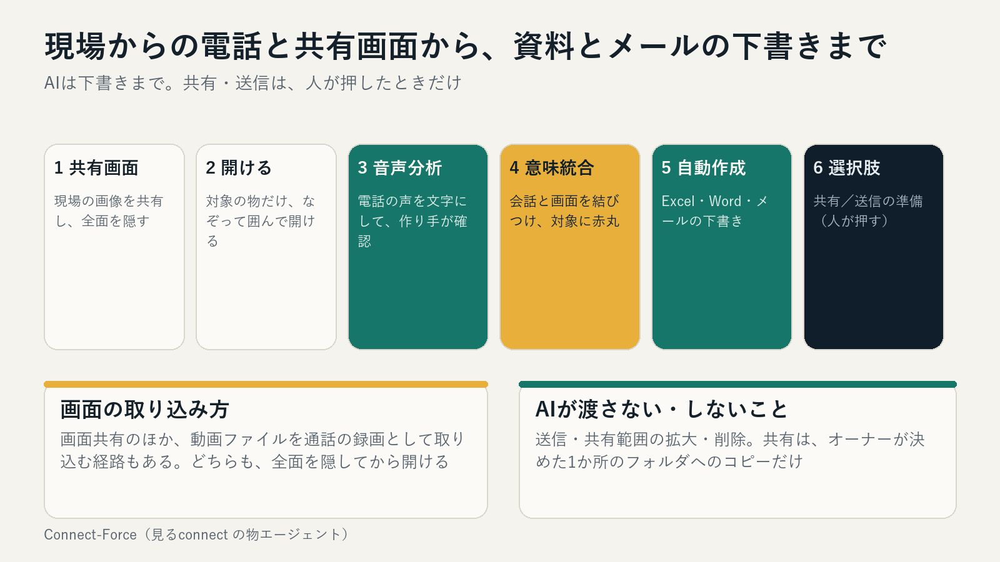 現場からの電話と共有画面から、資料とメールの下書きまで
AIは下書きまで。共有・送信は、人が押したときだけ
1 共有画面
現場の画像を共有
し、全面を隠す
2 開ける
対象の物だけ、な
ぞって囲んで開け
る
3 音声分析
電話の声を文字に
して、作り手が確
認
4 意味統合
会話と画面を結び
つけ、対象に赤丸
5 自動作成
Excel・Word・メ
ールの下書き
6 選択肢
共有／送信の準備
（人が押す）
画面の取り込み方
画面共有のほか、動画ファイルを通話の録画として取り
込む経路もある。どちらも、全面を隠してから開ける
AIが渡さない・しないこと
送信・共有範囲の拡大・削除。共有は、オーナーが決
めた1か所のフォルダへのコピーだけ
Connect-Force（見るconnect の物エージェント）